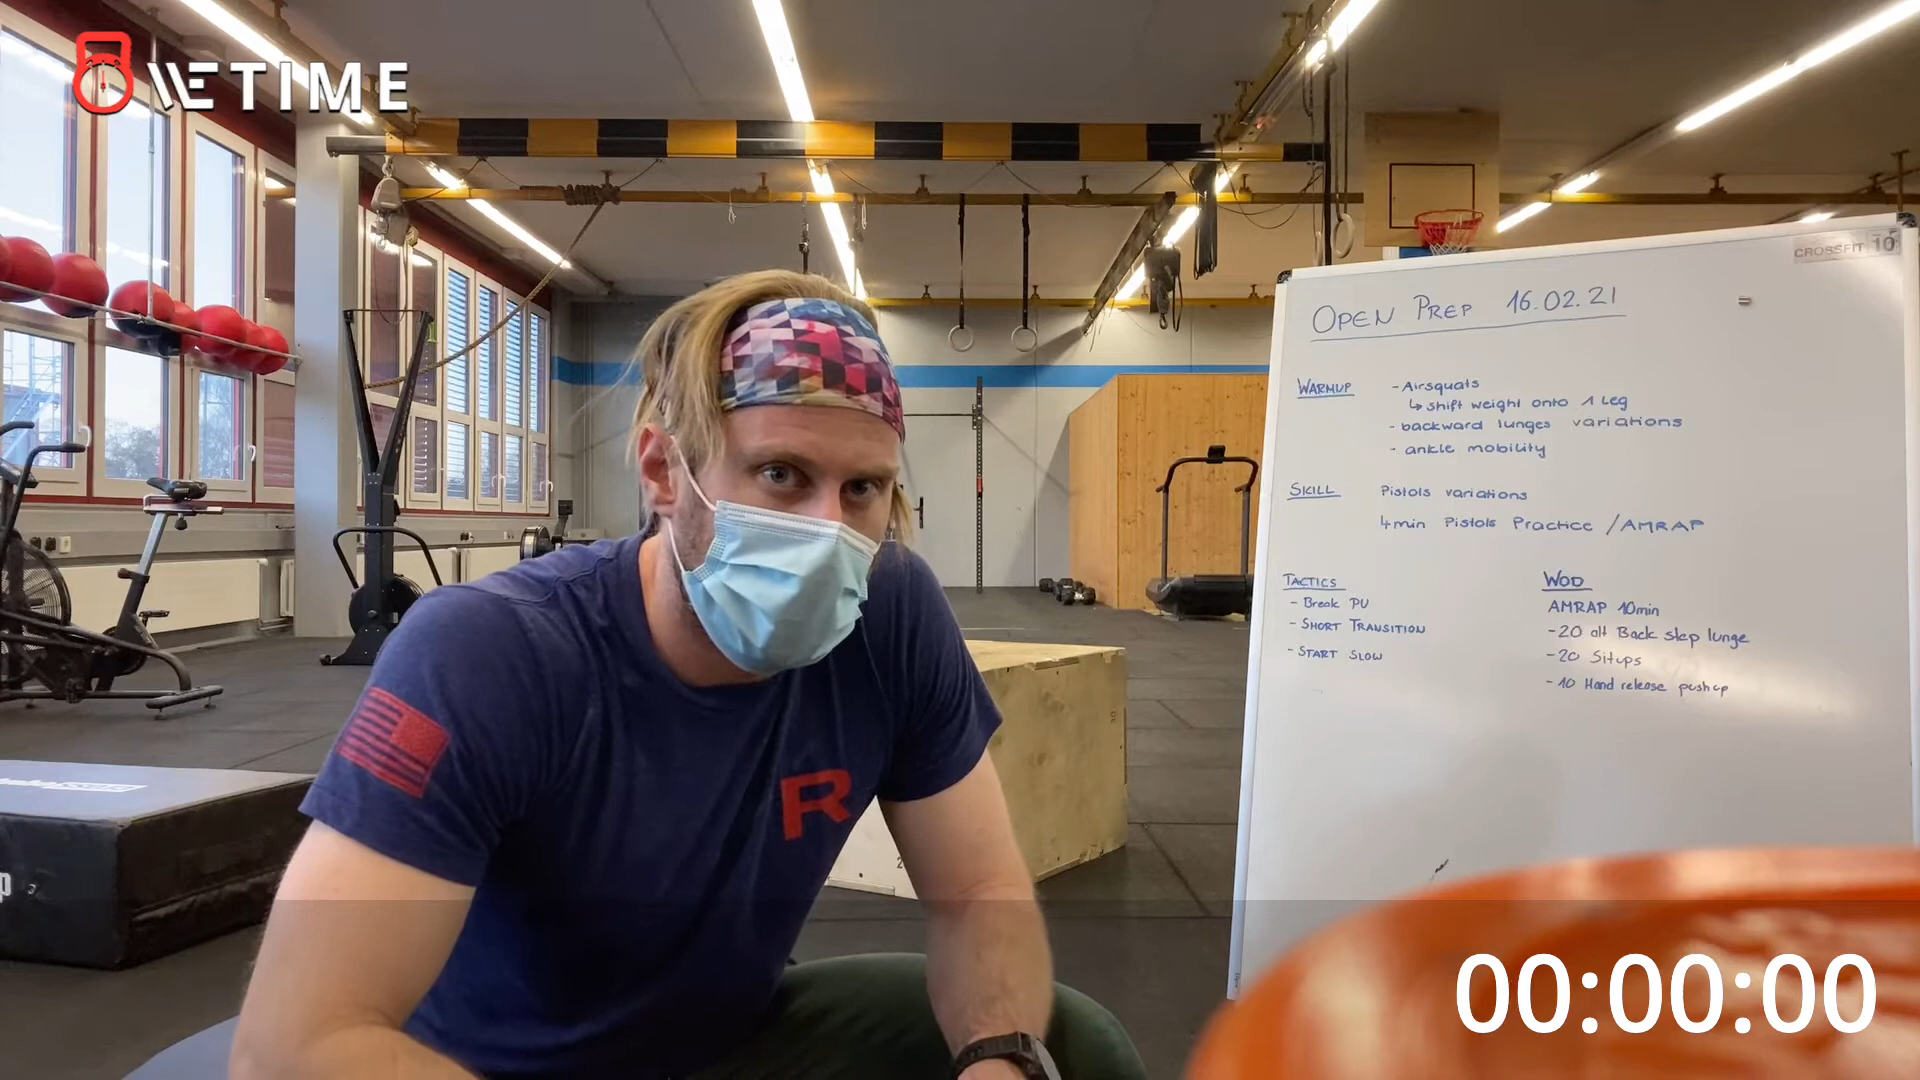 WETIME
CROSSFIT 10
OPEN PREP 16.02.21
WARMUP - Airsquats
↳ shift weight onto 1 Leg
- backward lunges variations
- ankle mobility
SKILL Pistols variations
4min Pistols Practice / AMRAP
TACTICS
- Break PU
- SHORT TRANSITION
- START SLOW
WOD
AMRAP 10min
- 20 alt Back step lunge
- 20 Situps
- 10 Hand release pushup
R
00:00:00